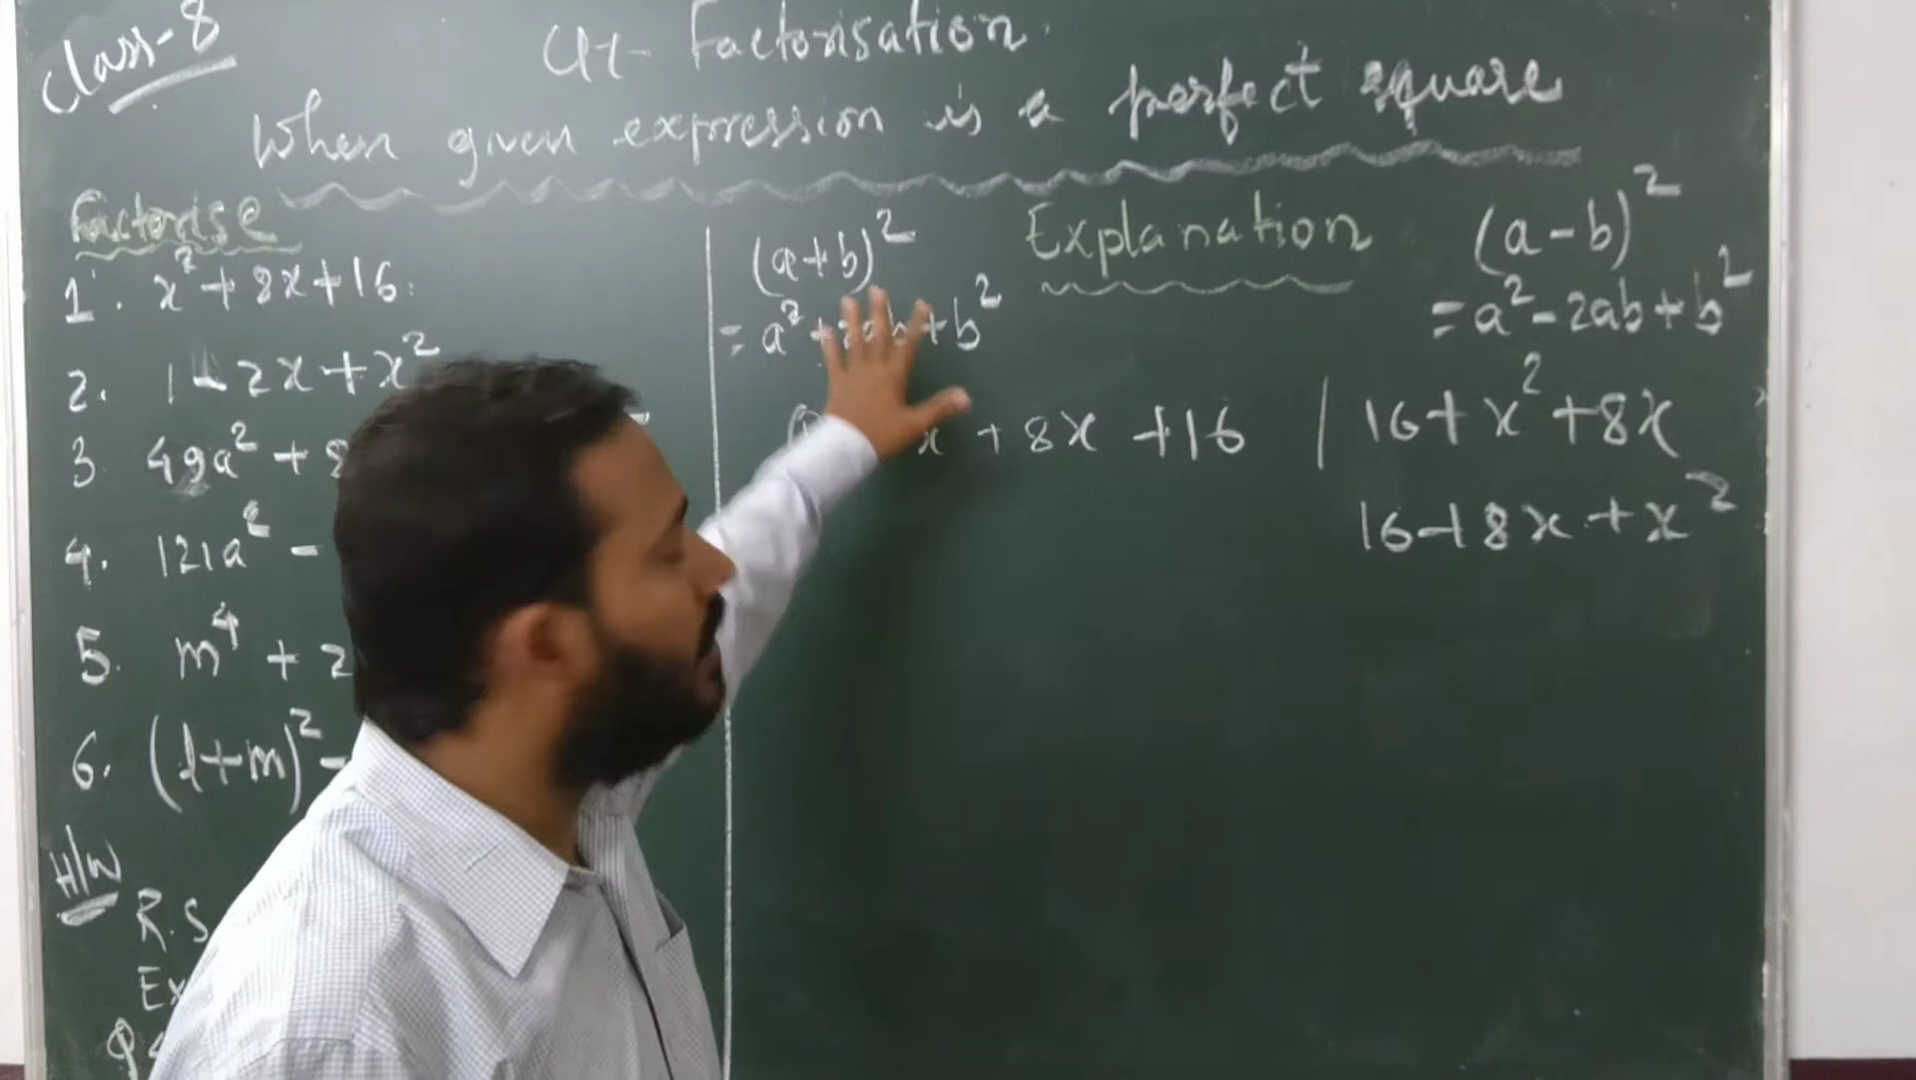 Class-8
Ch- Factorisation
When given expression is a perfect square
Factorise
1. x² + 8x + 16
2. 1 - 2x + x²
3. 49a² + 8
4. 121a² -
5. m⁴ + 2
6. (l+m)² -
H/W
R.S
Ex
Q
(a+b)²
= a² + 2ab + b²
Explanation
(a-b)²
= a² - 2ab + b²
x + 8x + 16
16 + x² + 8x
16 + 8x + x²